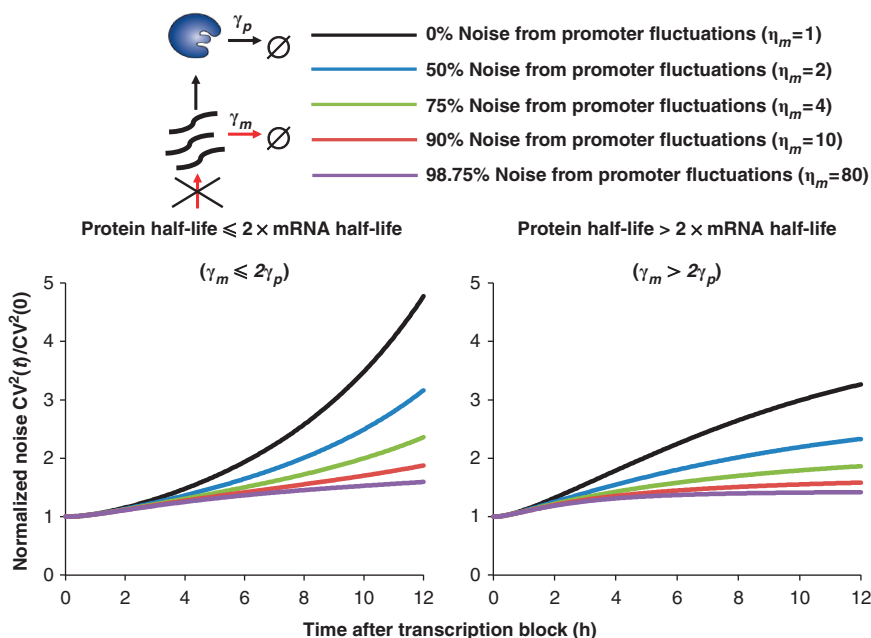 γp
∅
γm
∅
0% Noise from promoter fluctuations (ηm=1)
50% Noise from promoter fluctuations (ηm=2)
75% Noise from promoter fluctuations (ηm=4)
90% Noise from promoter fluctuations (ηm=10)
98.75% Noise from promoter fluctuations (ηm=80)
Protein half-life ⩽ 2 × mRNA half-life
(γm ⩽ 2γp)
Protein half-life > 2 × mRNA half-life
(γm > 2γp)
Normalized noise CV²(t)/CV²(0)
5
4
3
2
1
0
0 2 4 6 8 10 12
5
4
3
2
1
0
0 2 4 6 8 10 12
Time after transcription block (h)